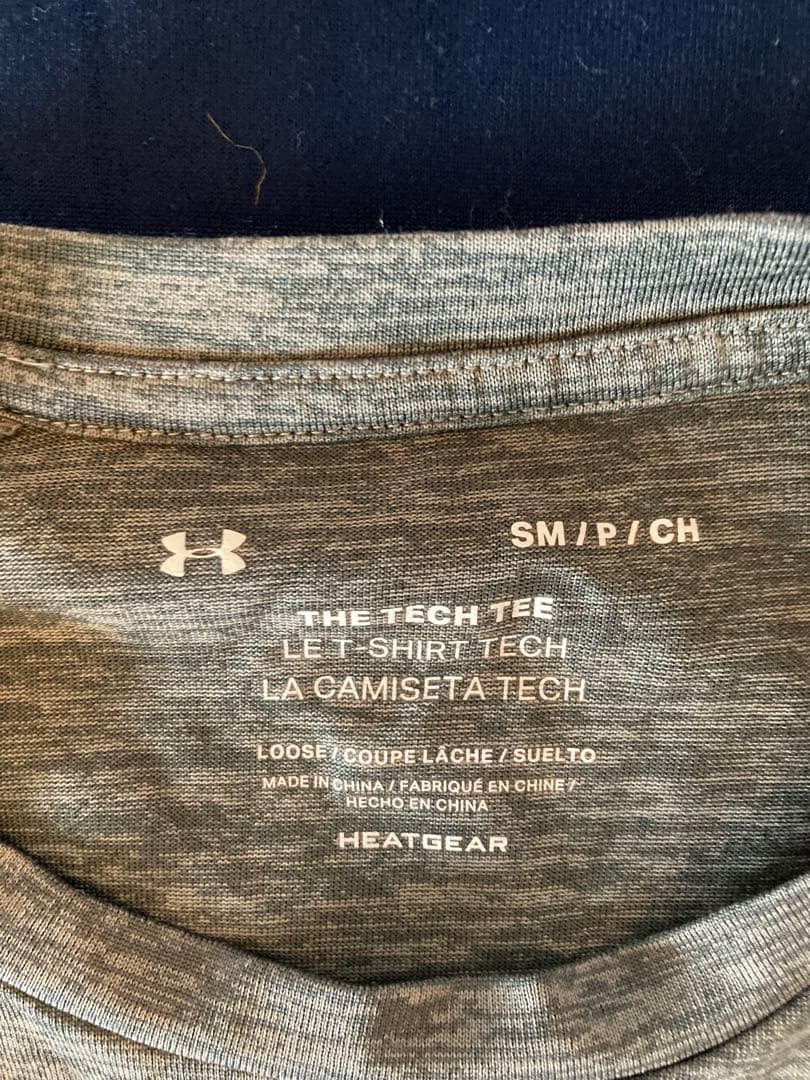 SM / P / CH
THE TECH TEE
LE T-SHIRT TECH
LA CAMISETA TECH
LOOSE / COUPE LÂCHE / SUELTO
MADE IN CHINA / FABRIQUÉ EN CHINE /
HECHO EN CHINA
HEATGEAR